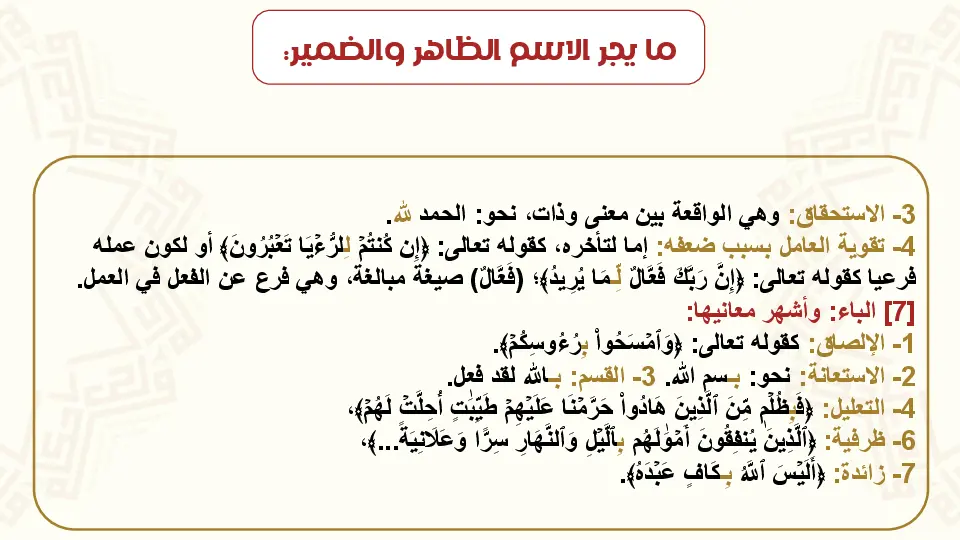 ما يجر الاسم الظاهر والضمير:
3- الاستحقاق: وهي الواقعة بين معنى وذات، نحو: الحمد لله.
4- تقوية العامل بسبب ضعفه: إما لتأخره، كقوله تعالى: ﴿إِن كُنتُمۡ لِلرُّءۡيَا تَعۡبُرُونَ﴾ أو لكون عمله
فرعيا كقوله تعالى: ﴿إِنَّ رَبَّكَ فَعَّالٌ لِّـمَا يُرِيدُ﴾؛ (فَعَّالٌ) صيغة مبالغة، وهي فرع عن الفعل في العمل.
[7] الباء: وأشهر معانيها:
1- الإلصاق: كقوله تعالى: ﴿وَٱمۡسَحُواْ بِرُءُوسِكُمۡ﴾.
2- الاستعانة: نحو: بـسم الله. 3- القسم: بـالله لقد فعل.
4- التعليل: ﴿فَبِظُلۡمٖ مِّنَ ٱلَّذِينَ هَادُواْ حَرَّمۡنَا عَلَيۡهِمۡ طَيِّبَٰتٍ أُحِلَّتۡ لَهُمۡ﴾،
6- ظرفية: ﴿ٱلَّذِينَ يُنفِقُونَ أَمۡوَٰلَهُم بِٱلَّيۡلِ وَٱلنَّهَارِ سِرّٗا وَعَلَانِيَةٗ...﴾،
7- زائدة: ﴿أَلَيۡسَ ٱللَّهُ بِـكَافٍ عَبۡدَهُ﴾.